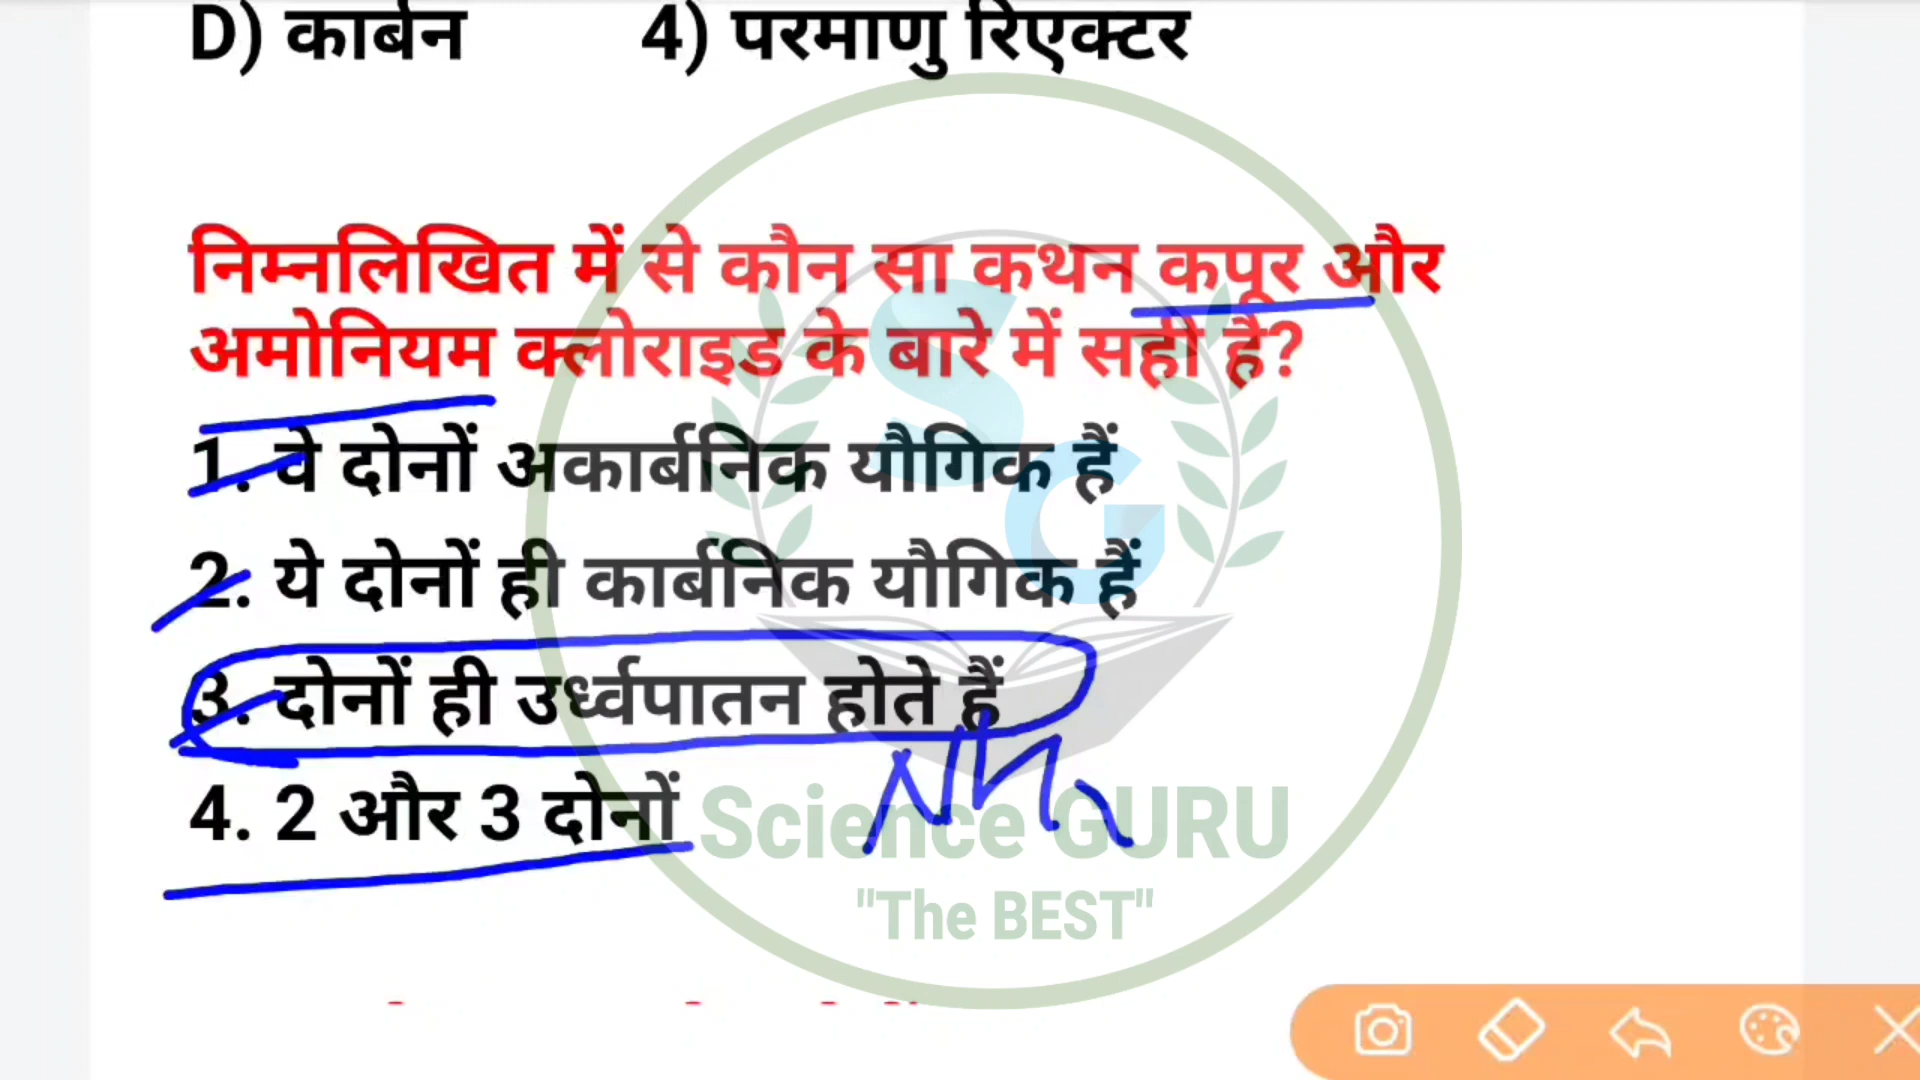 D) कार्बन 4) परमाणु रिएक्टर
निम्नलिखित में से कौन सा कथन कपूर और
अमोनियम क्लोराइड के बारे में सही है?
1. वे दोनों अकार्बनिक यौगिक हैं
2. ये दोनों ही कार्बनिक यौगिक हैं
3. दोनों ही उर्ध्वपातन होते हैं
4. 2 और 3 दोनों
SG
Science GURU
"The BEST"